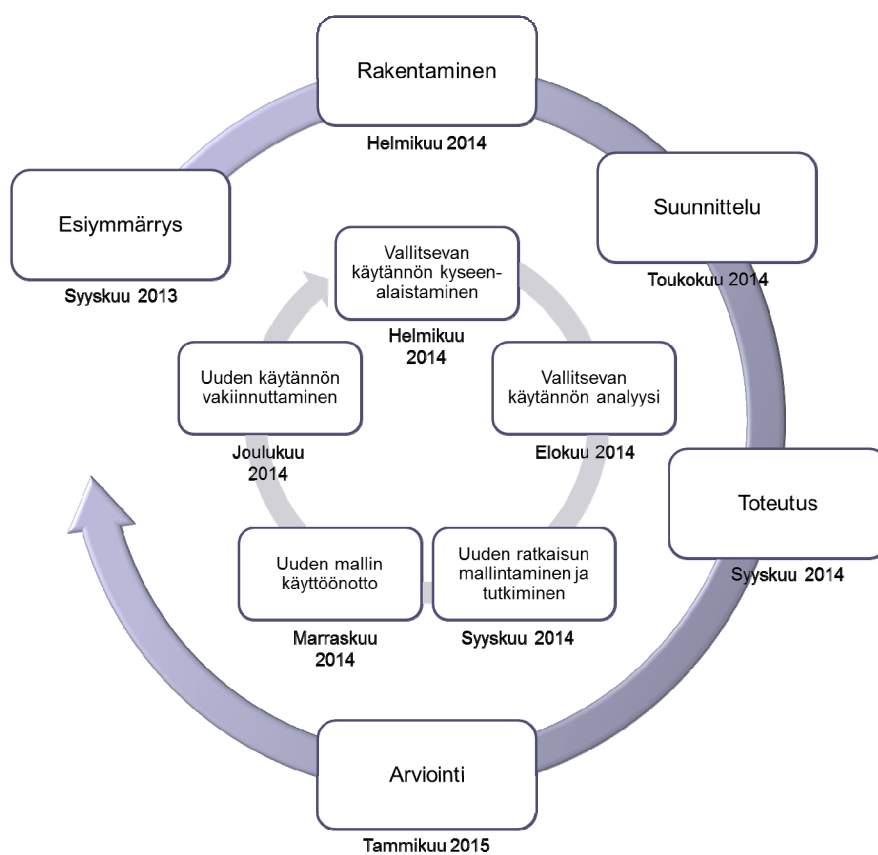 Rakentaminen
Helmikuu 2014
Esiymmärrys
Syyskuu 2013
Suunnittelu
Toukokuu 2014
Vallitsevan
käytännön kyseen-
alaistaminen
Helmikuu
2014
Uuden käytännön
vakiinnuttaminen
Joulukuu
2014
Vallitsevan
käytännön analyysi
Elokuu 2014
Toteutus
Syyskuu 2014
Uuden mallin
käyttöönotto
Marraskuu
2014
Uuden ratkaisun
mallintaminen ja
tutkiminen
Syyskuu 2014
Arviointi
Tammikuu 2015